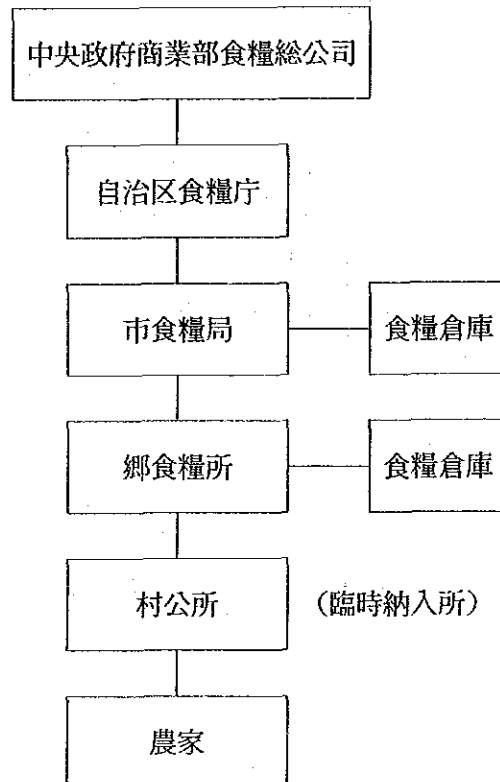 中央政府商業部食糧総公司
自治区食糧庁
市食糧局
食糧倉庫
郷食糧所
食糧倉庫
村公所
（臨時納入所）
農家